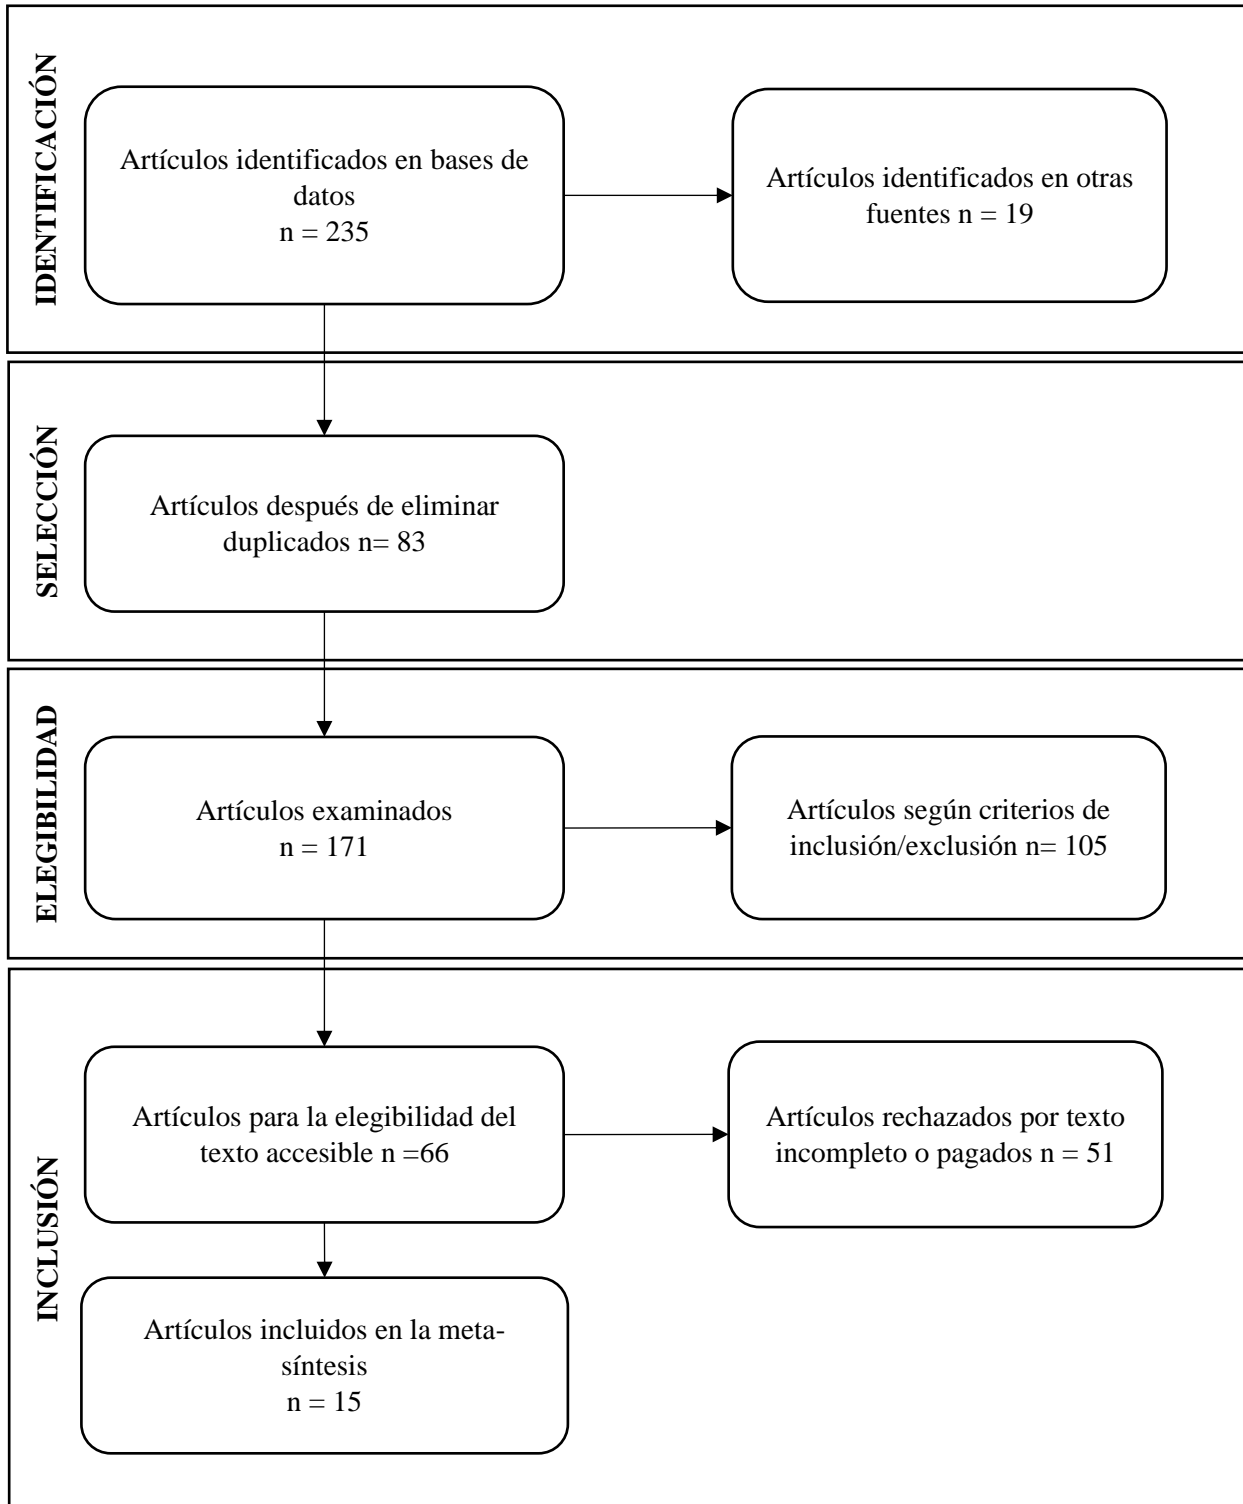 IDENTIFICACIÓN
Artículos identificados en bases de
datos
n = 235
Artículos identificados en otras
fuentes n = 19
SELECCIÓN
Artículos después de eliminar
duplicados n= 83
ELEGIBILIDAD
Artículos examinados
n = 171
Artículos según criterios de
inclusión/exclusión n= 105
INCLUSIÓN
Artículos para la elegibilidad del
texto accesible n =66
Artículos rechazados por texto
incompleto o pagados n = 51
Artículos incluidos en la meta-
síntesis
n = 15